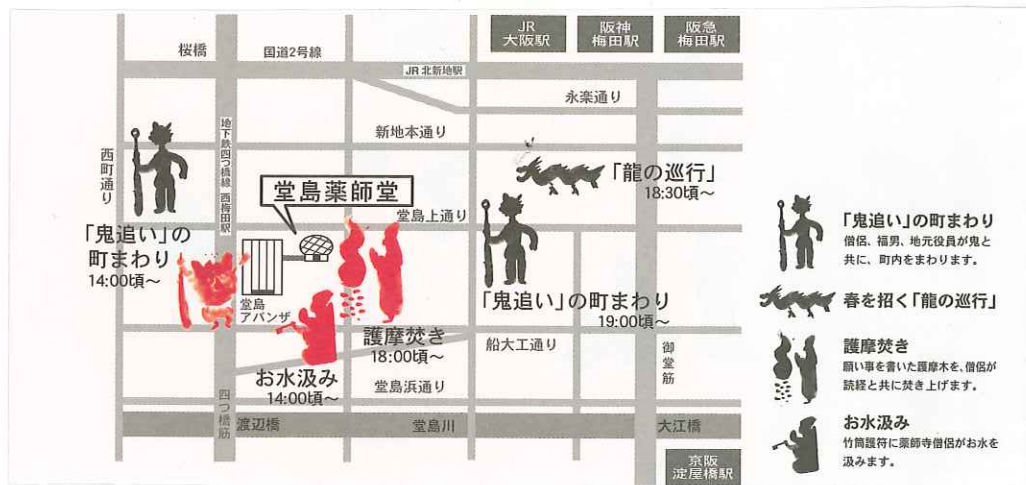 JR
大阪駅
阪神
梅田駅
阪急
梅田駅
桜橋
国道2号線
JR 北新地駅
永楽通り
新地本通り
西町通り
地下鉄四つ橋線 西梅田駅
「龍の巡行」
18:30頃～
堂島薬師堂
堂島上通り
「鬼追い」の
町まわり
14:00頃～
堂島
アバンザ
「鬼追い」の町まわり
19:00頃～
護摩焚き
18:00頃～
船大工通り
御堂筋
お水汲み
14:00頃～
堂島浜通り
四つ橋筋
渡辺橋
堂島川
大江橋
京阪
淀屋橋駅
「鬼追い」の町まわり
僧侶、福男、地元役員が鬼と
共に、町内をまわります。
春を招く「龍の巡行」
護摩焚き
願い事を書いた護摩木を、僧侶が
読経と共に焚き上げます。
お水汲み
竹筒護符に薬師寺僧侶がお水を
汲みます。